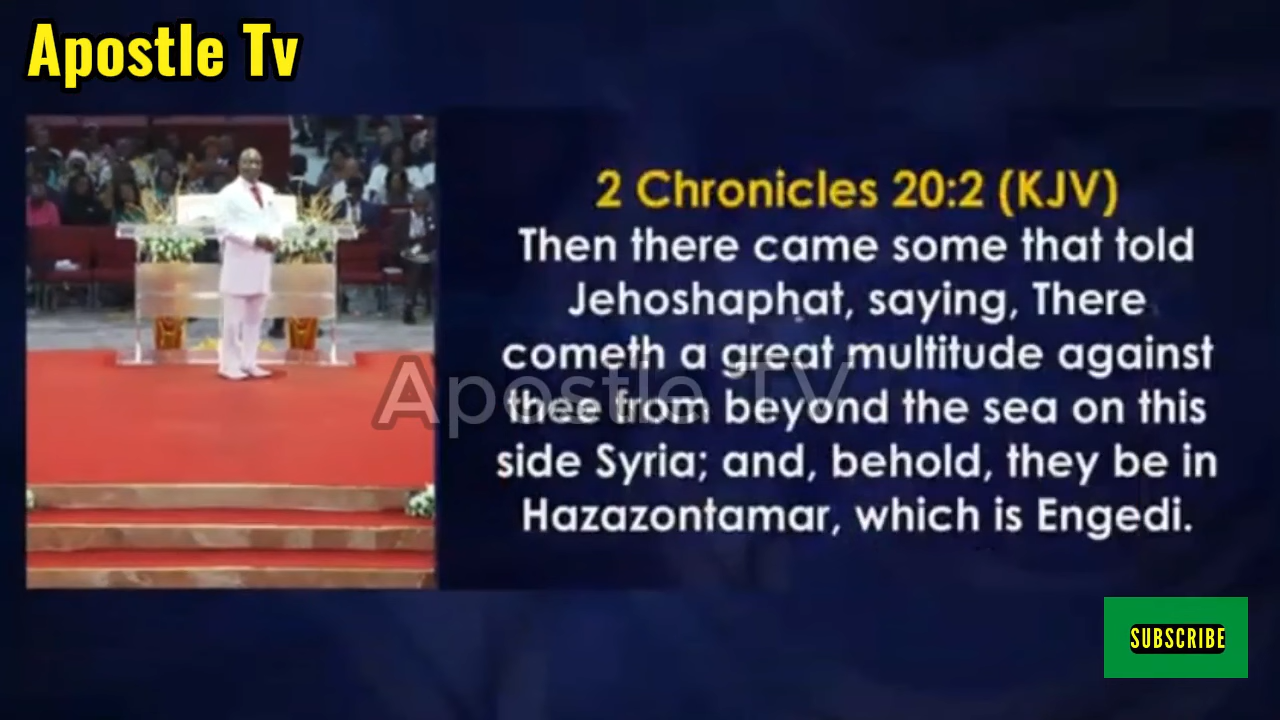 Apostle Tv
2 Chronicles 20:2 (KJV)
Then there came some that told
Jehoshaphat, saying, There
cometh a great multitude against
thee from beyond the sea on this
side Syria; and, behold, they be in
Hazazontamar, which is Engedi.
Apostle TV
SUBSCRIBE